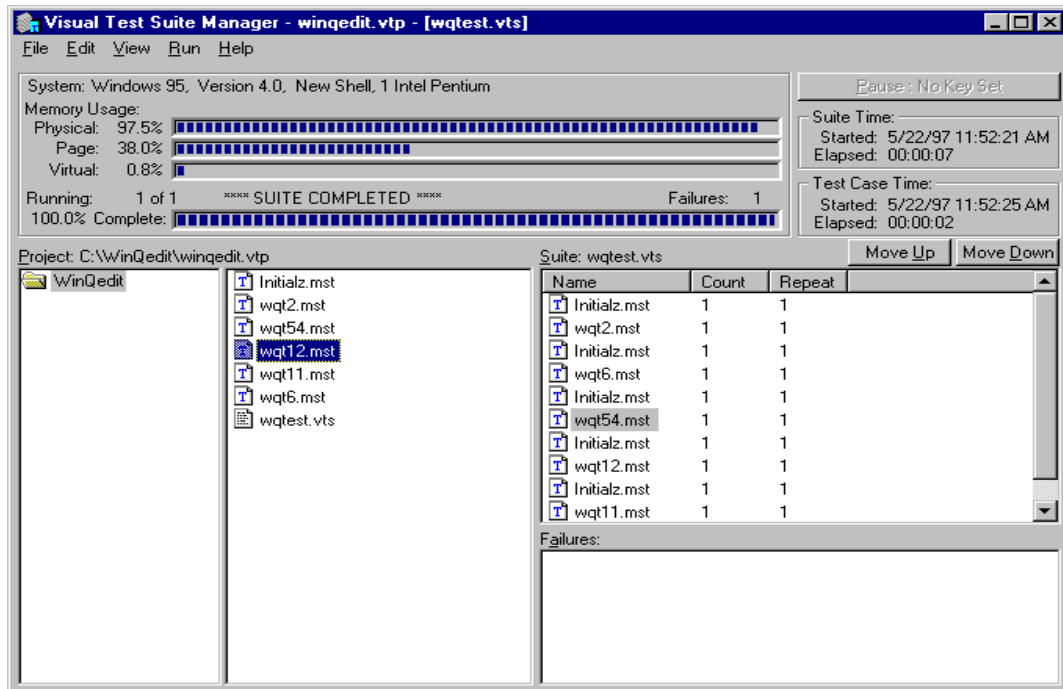 Visual Test Suite Manager - winqedit.vtp - [wqtest.vts]
File Edit View Run Help
System: Windows 95, Version 4.0, New Shell, 1 Intel Pentium
Memory Usage:
Physical: 97.5%
Page: 38.0%
Virtual: 0.8%
Running: 1 of 1 **** SUITE COMPLETED **** Failures: 1
100.0% Complete:
Pause : No Key Set
Suite Time:
Started: 5/22/97 11:52:21 AM
Elapsed: 00:00:07
Test Case Time:
Started: 5/22/97 11:52:25 AM
Elapsed: 00:00:02
Project: C:\WinQedit\winqedit.vtp
WinQedit
Initialz.mst
wqt2.mst
wqt54.mst
wqt12.mst
wqt11.mst
wqt6.mst
wqtest.vts
Suite: wqtest.vts
Move Up Move Down
Name Count Repeat
Initialz.mst 1 1
wqt2.mst 1 1
Initialz.mst 1 1
wqt6.mst 1 1
Initialz.mst 1 1
wqt54.mst 1 1
Initialz.mst 1 1
wqt12.mst 1 1
Initialz.mst 1 1
wqt11.mst 1 1
Failures: